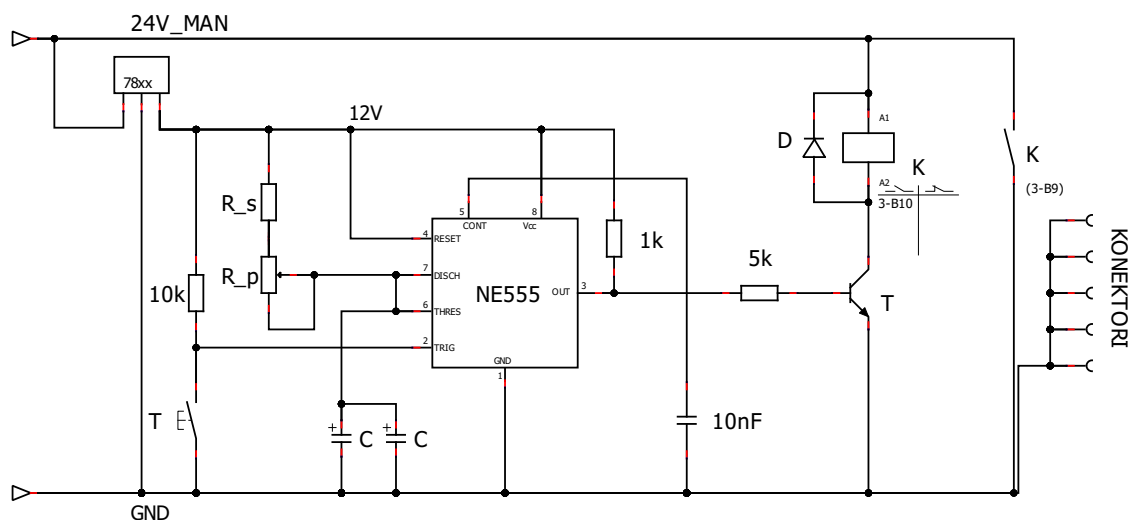 24V_MAN
78xx
12V
D
A1
K
A2
3-B10
K
(3-B9)
R_s
5
CONT
8
Vcc
4
RESET
1k
R_p
7
DISCH
NE555
OUT
3
5k
10k
6
THRES
T
2
TRIG
GND
1
KONEKTORI
T
+
C
+
C
10nF
GND